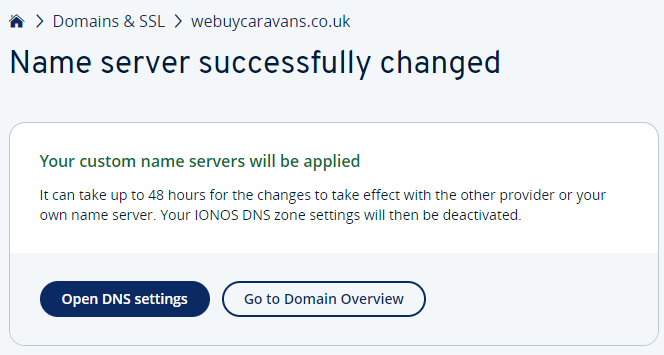 Domains & SSL > webuycaravans.co.uk
Name server successfully changed
Your custom name servers will be applied
It can take up to 48 hours for the changes to take effect with the other provider or your
own name server. Your IONOS DNS zone settings will then be deactivated.
Open DNS settings
Go to Domain Overview